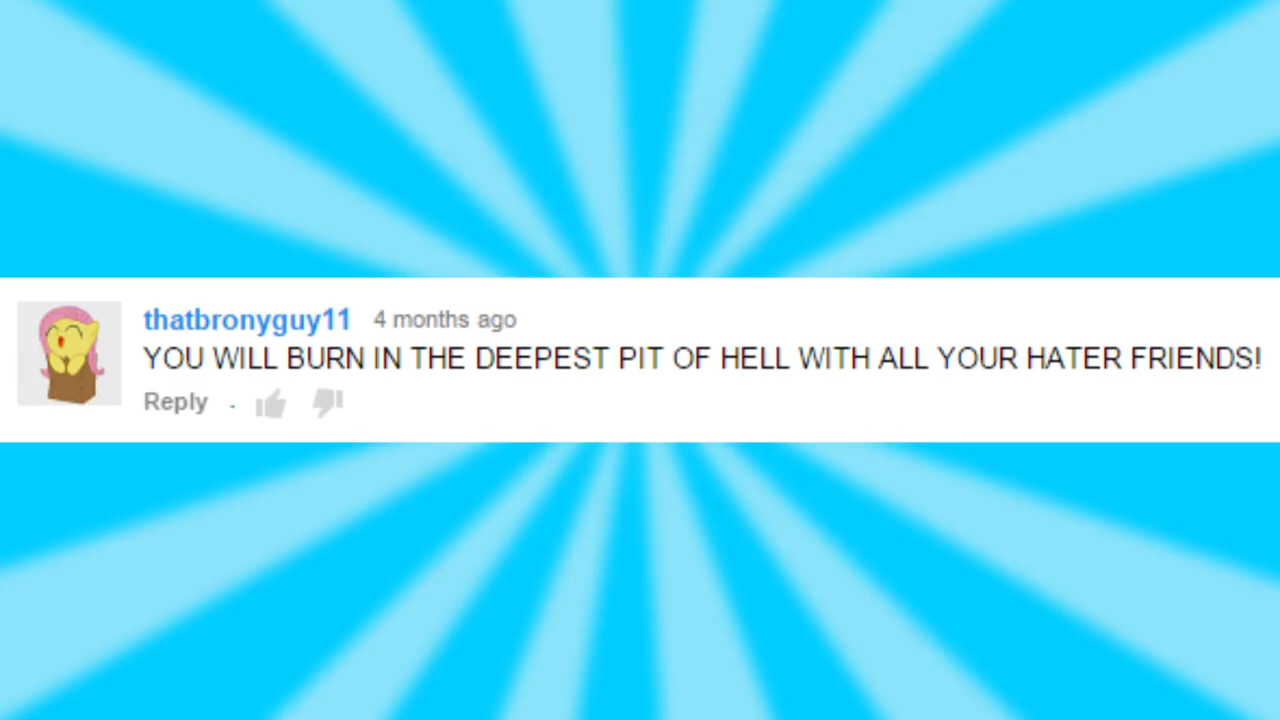 thatbronyguy11 4 months ago
YOU WILL BURN IN THE DEEPEST PIT OF HELL WITH ALL YOUR HATER FRIENDS!
Reply .